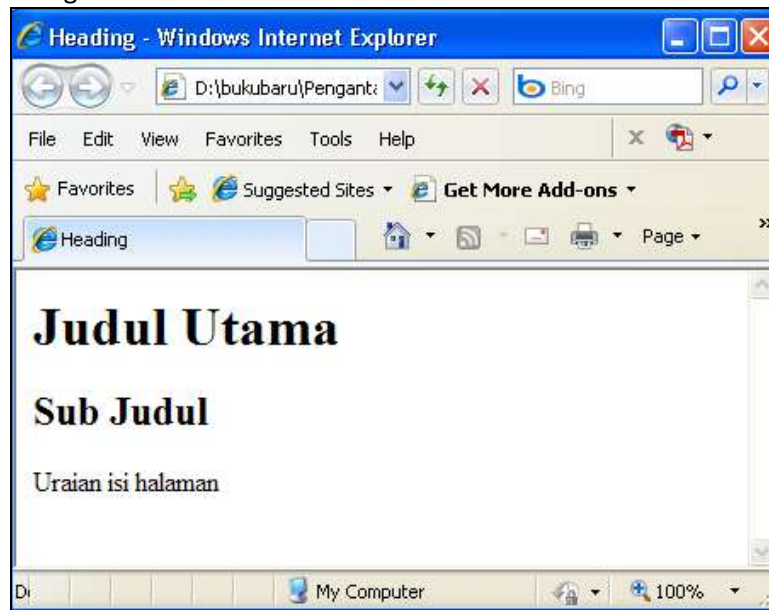 Heading - Windows Internet Explorer
D:\bukubaru\Penganta Bing
File Edit View Favorites Tools Help x
Favorites Suggested Sites Get More Add-ons
Heading Page »
Judul Utama
Sub Judul
Uraian isi halaman
My Computer 100%